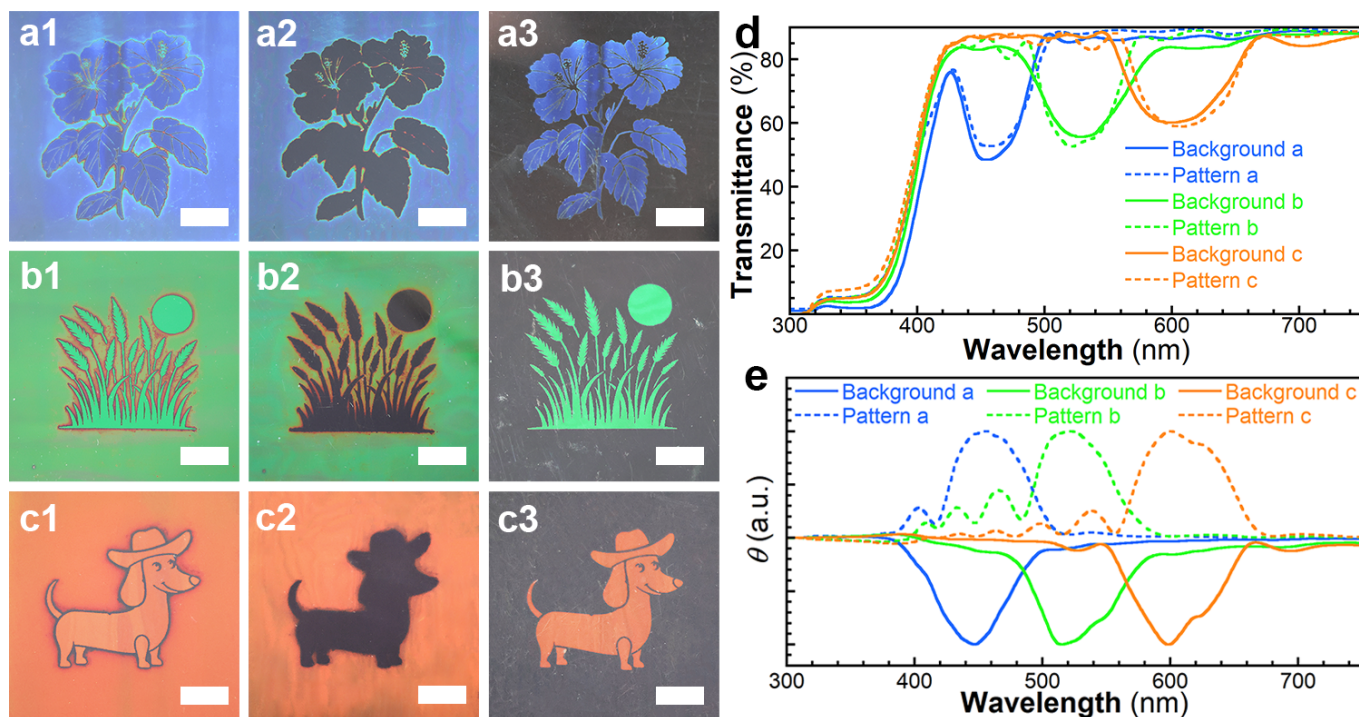 a1
a2
a3
b1
b2
b3
c1
c2
c3
d
Transmittance (%)
80
60
40
20
Background a
Pattern a
Background b
Pattern b
Background c
Pattern c
300
400
500
600
700
Wavelength (nm)
e
Background a
Background b
Background c
Pattern a
Pattern b
Pattern c
θ (a.u.)
300
400
500
600
700
Wavelength (nm)